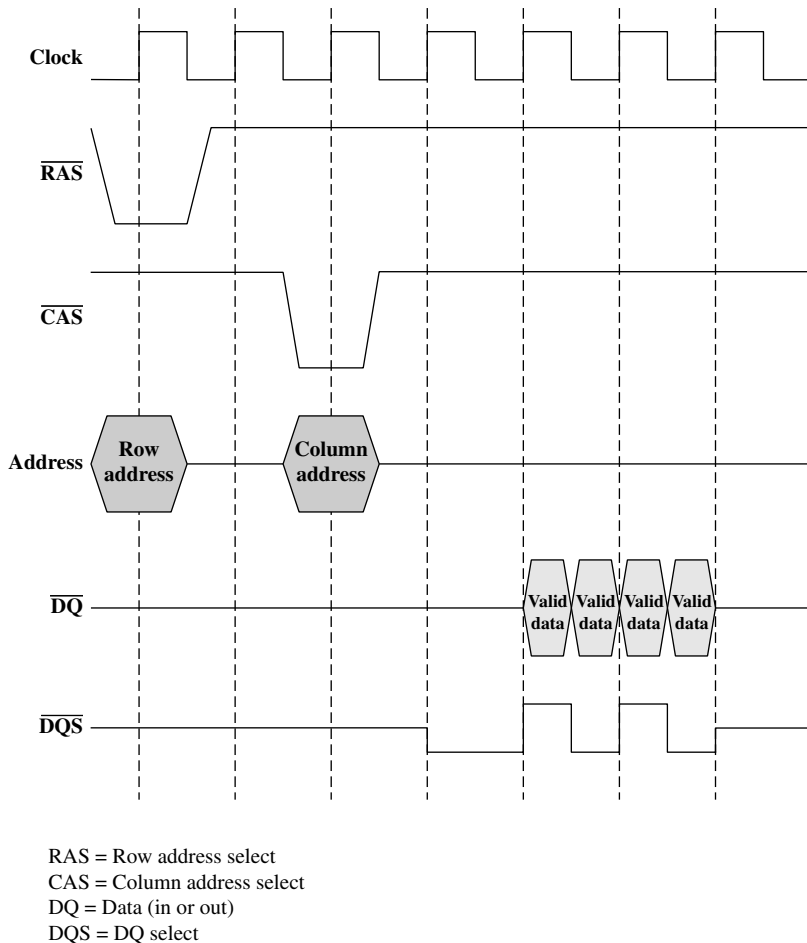 Clock
RAS
CAS
Address
Row
address
Column
address
DQ
Valid
data
Valid
data
Valid
data
Valid
data
DQS
RAS = Row address select
CAS = Column address select
DQ = Data (in or out)
DQS = DQ select